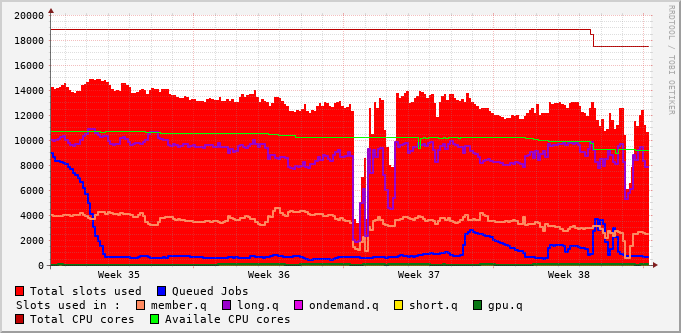 20000
18000
16000
14000
12000
10000
8000
6000
4000
2000
0
Week 35 Week 36 Week 37 Week 38
RRDTOOL / TOBI OETIKER
Total slots used Queued Jobs
Slots used in : member.q long.q ondemand.q short.q gpu.q
Total CPU cores Availale CPU cores